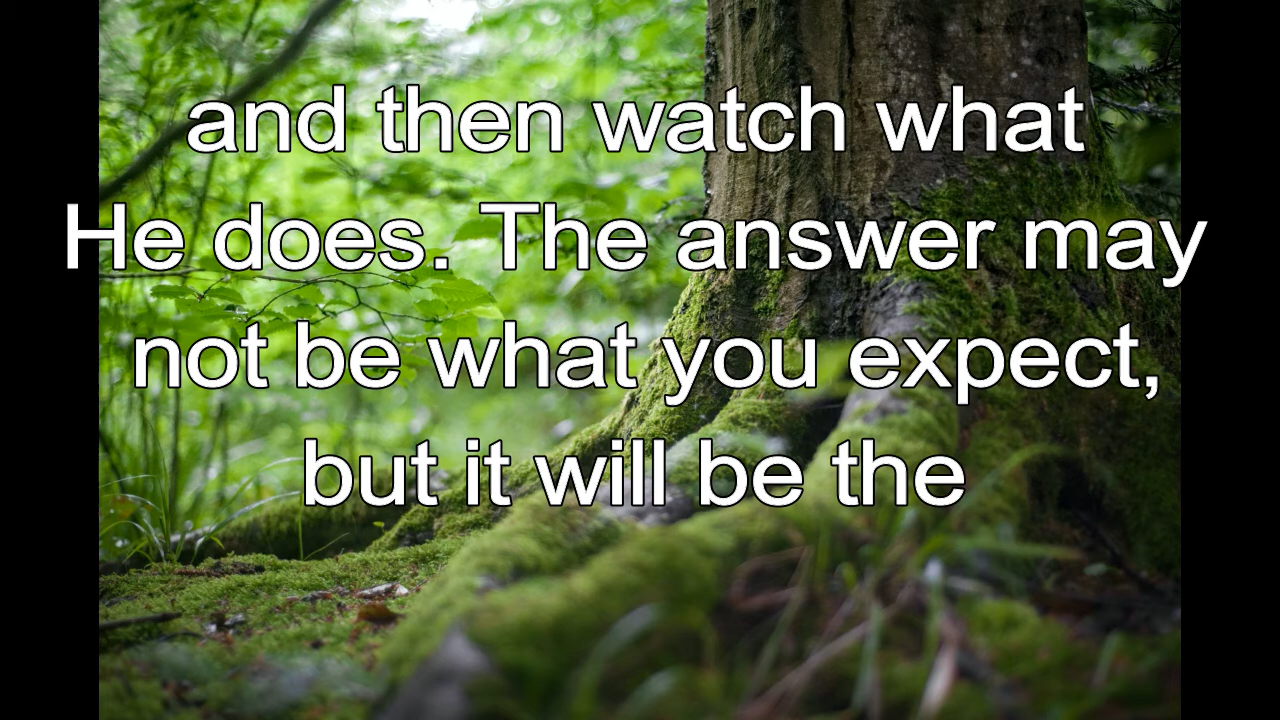 and then watch what
He does. The answer may
not be what you expect,
but it will be the